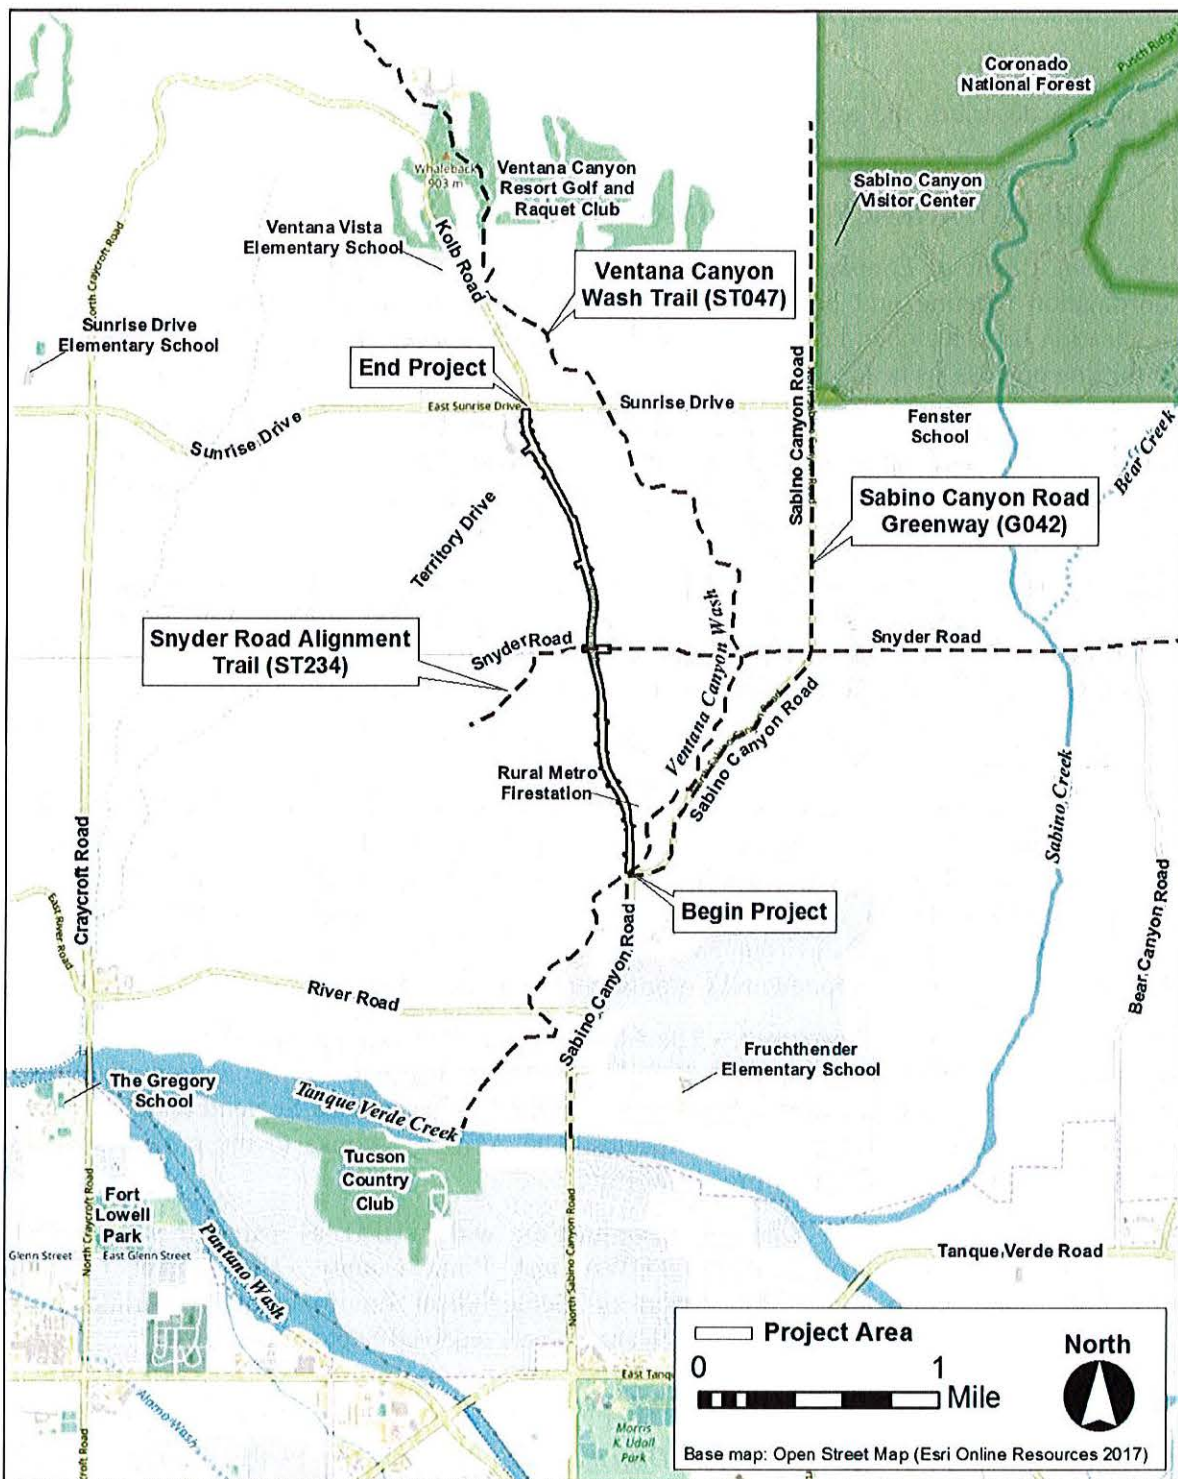 Coronado
National Forest
Pusch Ridge
Whaleback
903 m
Ventana Canyon
Resort Golf and
Raquet Club
Sabino Canyon
Visitor Center
Ventana Vista
Elementary School
Kolb Road
North Craycroft Road
Ventana Canyon
Wash Trail (ST047)
Sunrise Drive
Elementary School
End Project
Sabino Canyon Road
East Sunrise Drive
Sunrise Drive
Sunrise Drive
Fenster
School
Bear Creek
Sabino Canyon Road
Greenway (G042)
Territory Drive
Ventana Canyon Wash
Snyder Road Alignment
Trail (ST234)
Snyder Road
Snyder Road
Sabino Canyon Road
Rural Metro
Firestation
Sabino Creek
Craycroft Road
East River Road
Begin Project
Sabino Canyon Road
Bear Canyon Road
River Road
Fruchthender
Elementary School
The Gregory
School
Tanque Verde Creek
Tucson
Country
Club
Fort
Lowell
Park
North Craycroft Road
Glenn Street
East Glenn Street
Pantano Wash
North Sabino Canyon Road
Tanque Verde Road
East Tanq
Alamo Wash
Morris
K. Udall
Park
craycroft Road
Project Area
0 1
Mile
North
Base map: Open Street Map (Esri Online Resources 2017)